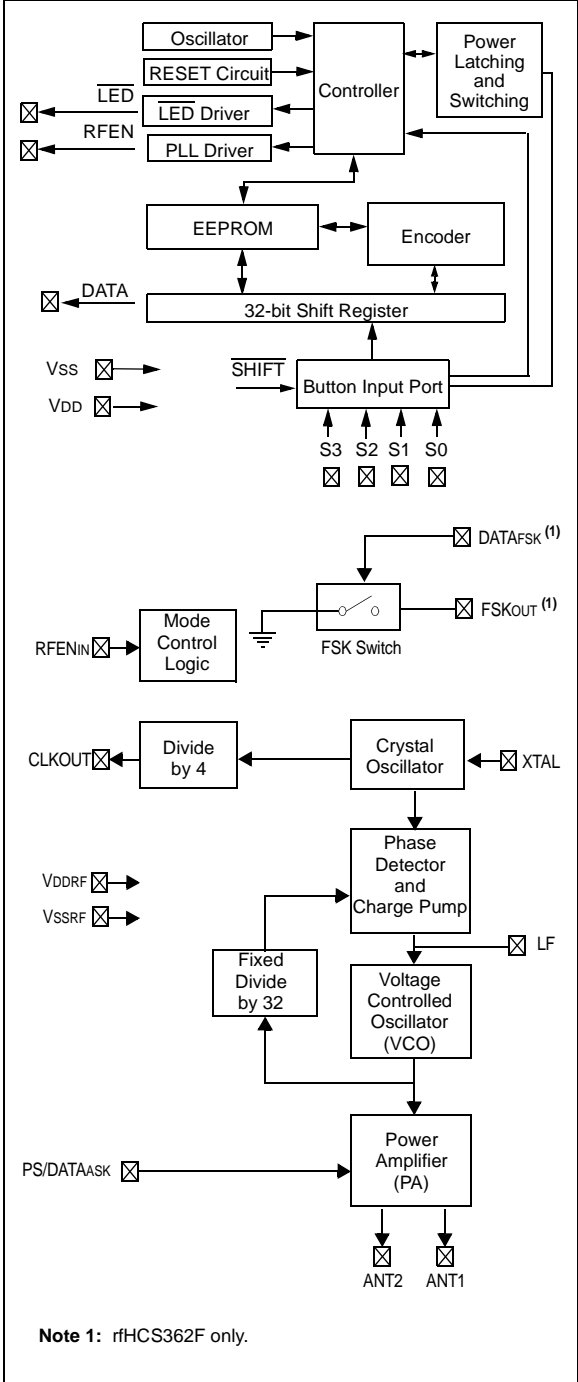 Oscillator
RESET Circuit
LED
LED Driver
RFEN
PLL Driver
Controller
Power
Latching
and
Switching
EEPROM
Encoder
DATA
32-bit Shift Register
VSS
VDD
SHIFT
Button Input Port
S3 S2 S1 S0
DATAFSK (1)
FSKOUT (1)
FSK Switch
RFENIN
Mode
Control
Logic
CLKOUT
Divide
by 4
Crystal
Oscillator
XTAL
Phase
Detector
and
Charge Pump
VDDRF
VSSRF
LF
Fixed
Divide
by 32
Voltage
Controlled
Oscillator
(VCO)
PS/DATAASK
Power
Amplifier
(PA)
ANT2 ANT1
Note 1: rfHCS362F only.